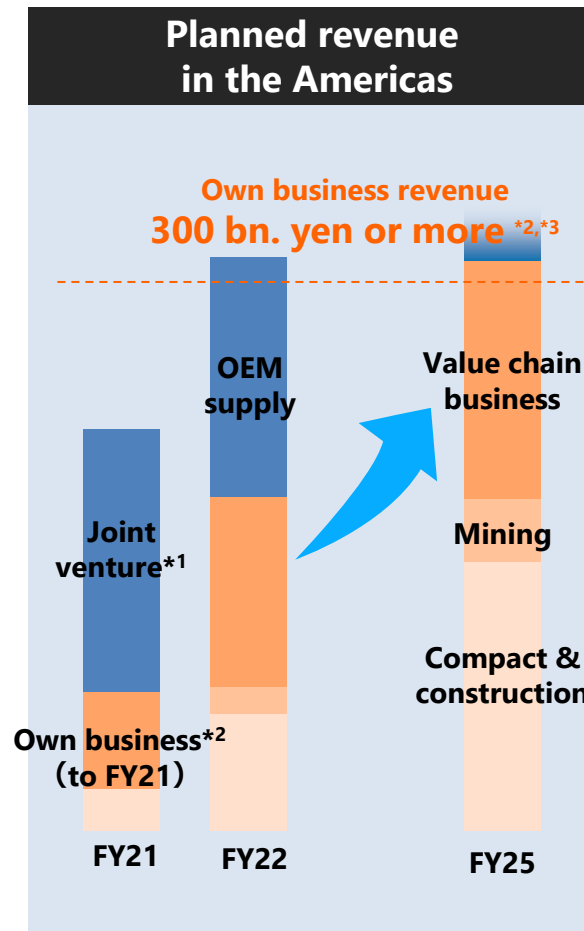 Planned revenue
in the Americas
Own business revenue
300 bn. yen or more *2,*3
OEM
supply
Value chain
business
Joint
venture*1
Mining
Compact &
construction
Own business*2
(to FY21)
FY21
FY22
FY25